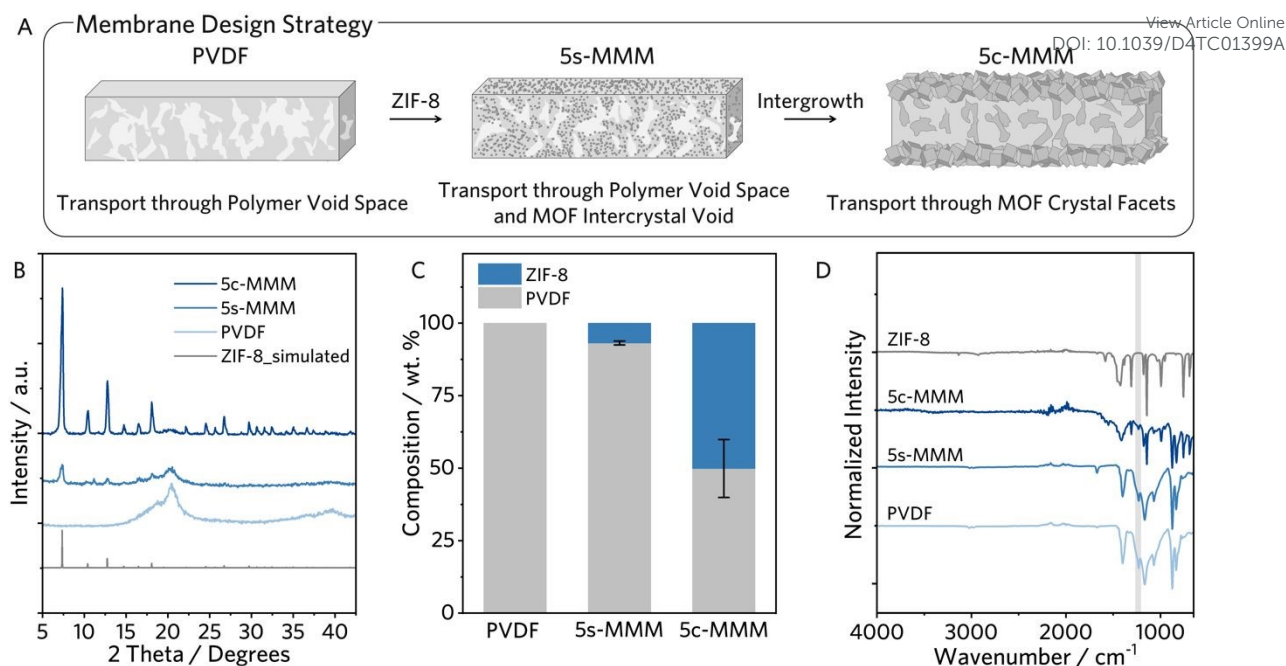 View Article Online
DOI: 10.1039/D4TC01399A
A
Membrane Design Strategy
PVDF
5s-MMM
5c-MMM
ZIF-8
Intergrowth
Transport through Polymer Void Space
Transport through Polymer Void Space
and MOF Intercrystal Void
Transport through MOF Crystal Facets
B
5c-MMM
5s-MMM
PVDF
ZIF-8_simulated
Intensity / a.u.
5 10 15 20 25 30 35 40
2 Theta / Degrees
C
ZIF-8
PVDF
Composition / wt. %
100
75
50
25
0
PVDF 5s-MMM 5c-MMM
D
ZIF-8
5c-MMM
5s-MMM
PVDF
Normalized Intensity
4000 3000 2000 1000
Wavenumber / cm⁻¹